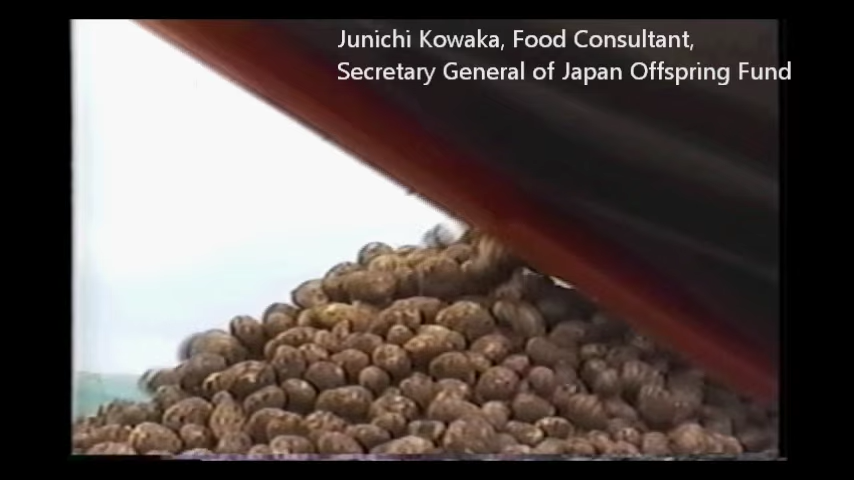 Junichi Kowaka, Food Consultant,
Secretary General of Japan Offspring Fund